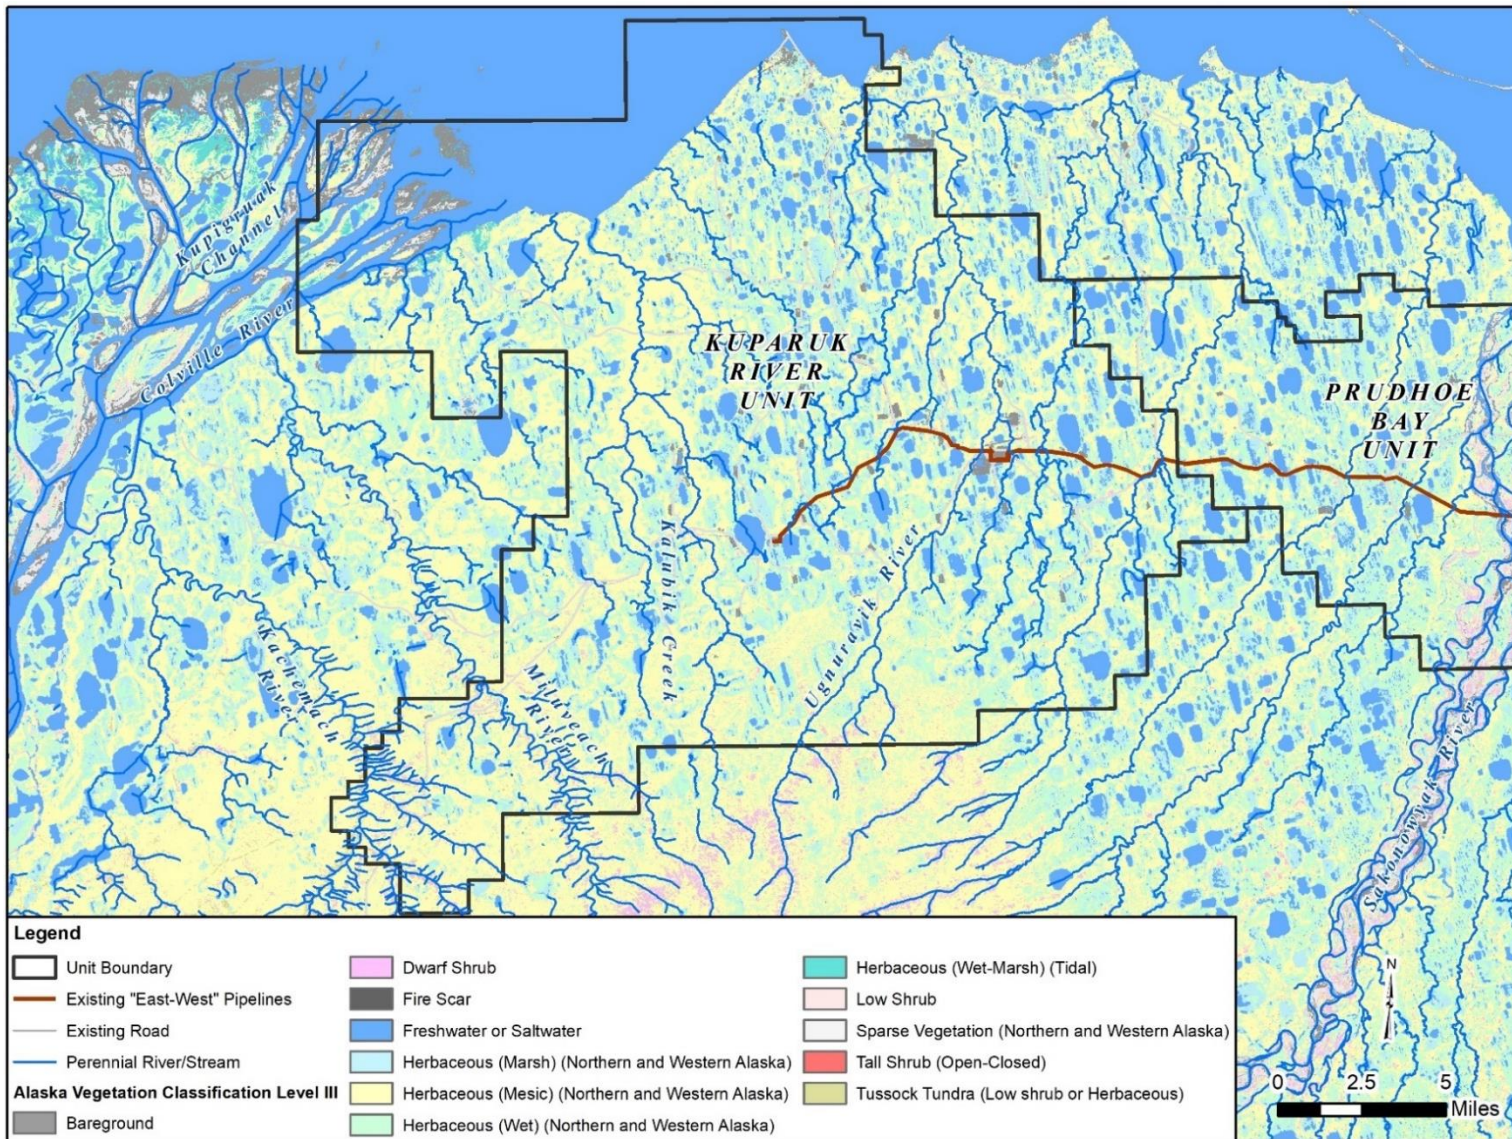 Kupigruak
Channel
Colville River
KUPARUK
RIVER
UNIT
PRUDHOE
BAY
UNIT
Kachemach
River
Miluveach
River
Kalubik Creek
Ugnuravik River
Sakonowyak River
Legend
Unit Boundary
Existing "East-West" Pipelines
Existing Road
Perennial River/Stream
Alaska Vegetation Classification Level III
Bareground
Dwarf Shrub
Fire Scar
Freshwater or Saltwater
Herbaceous (Marsh) (Northern and Western Alaska)
Herbaceous (Mesic) (Northern and Western Alaska)
Herbaceous (Wet) (Northern and Western Alaska)
Herbaceous (Wet-Marsh) (Tidal)
Low Shrub
Sparse Vegetation (Northern and Western Alaska)
Tall Shrub (Open-Closed)
Tussock Tundra (Low shrub or Herbaceous)
N
0 2.5 5
Miles